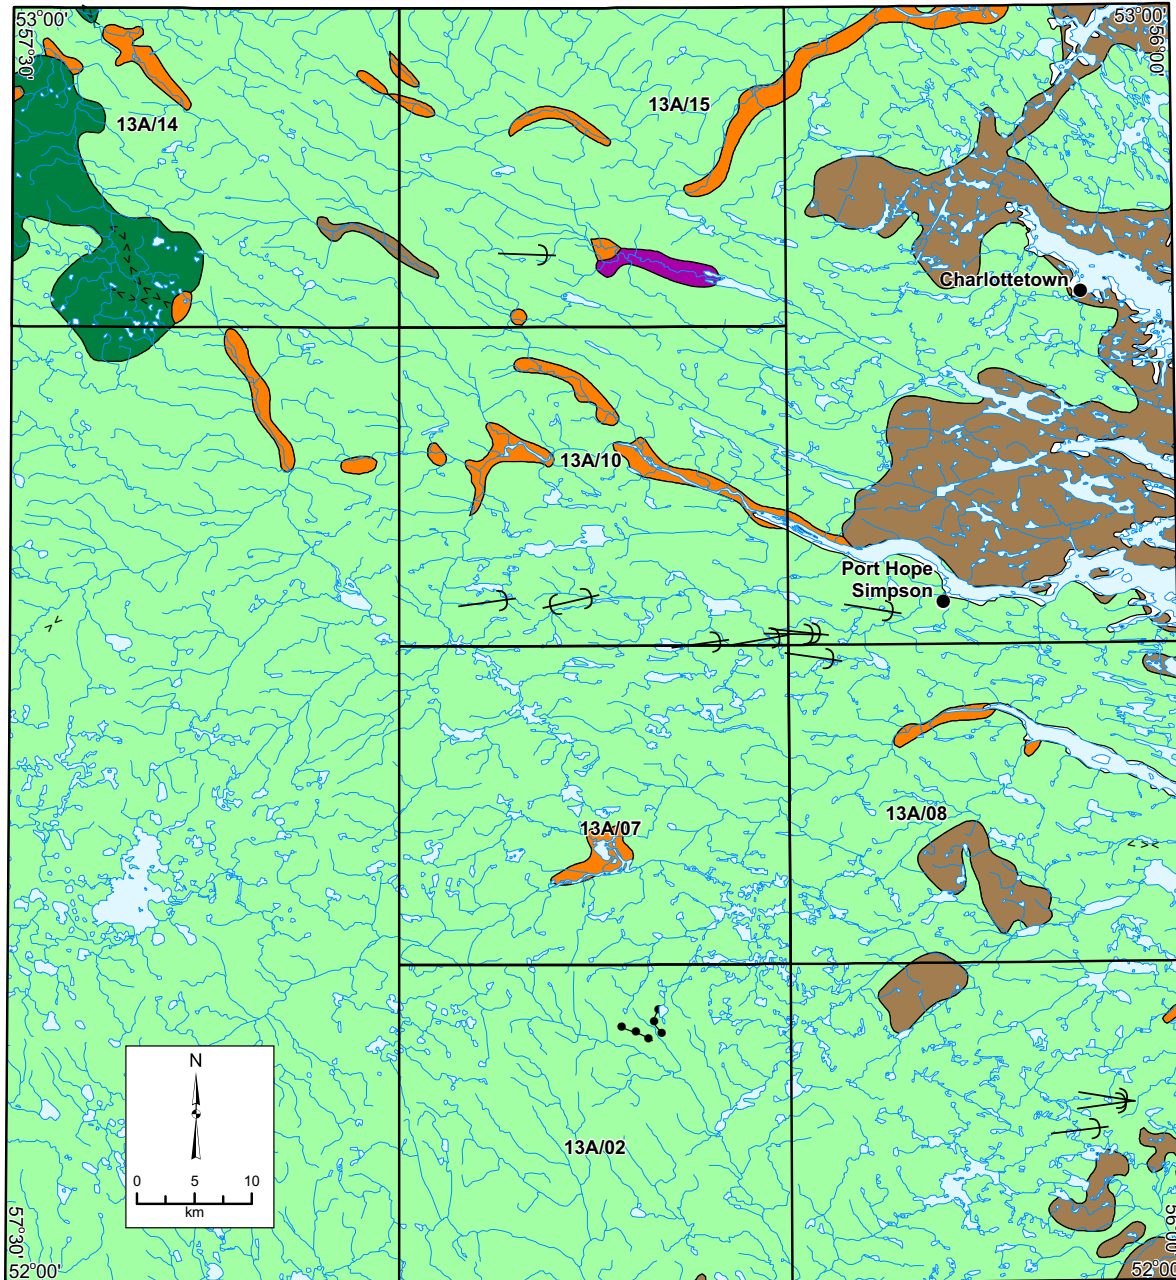 53°00'
57°30'
53°00'
56°00'
13A/14
13A/15
Charlottetown
13A/10
Port Hope
Simpson
13A/07
13A/08
N
0 5 10
km
13A/02
57°30'
52°00'
56°00'
52°00'